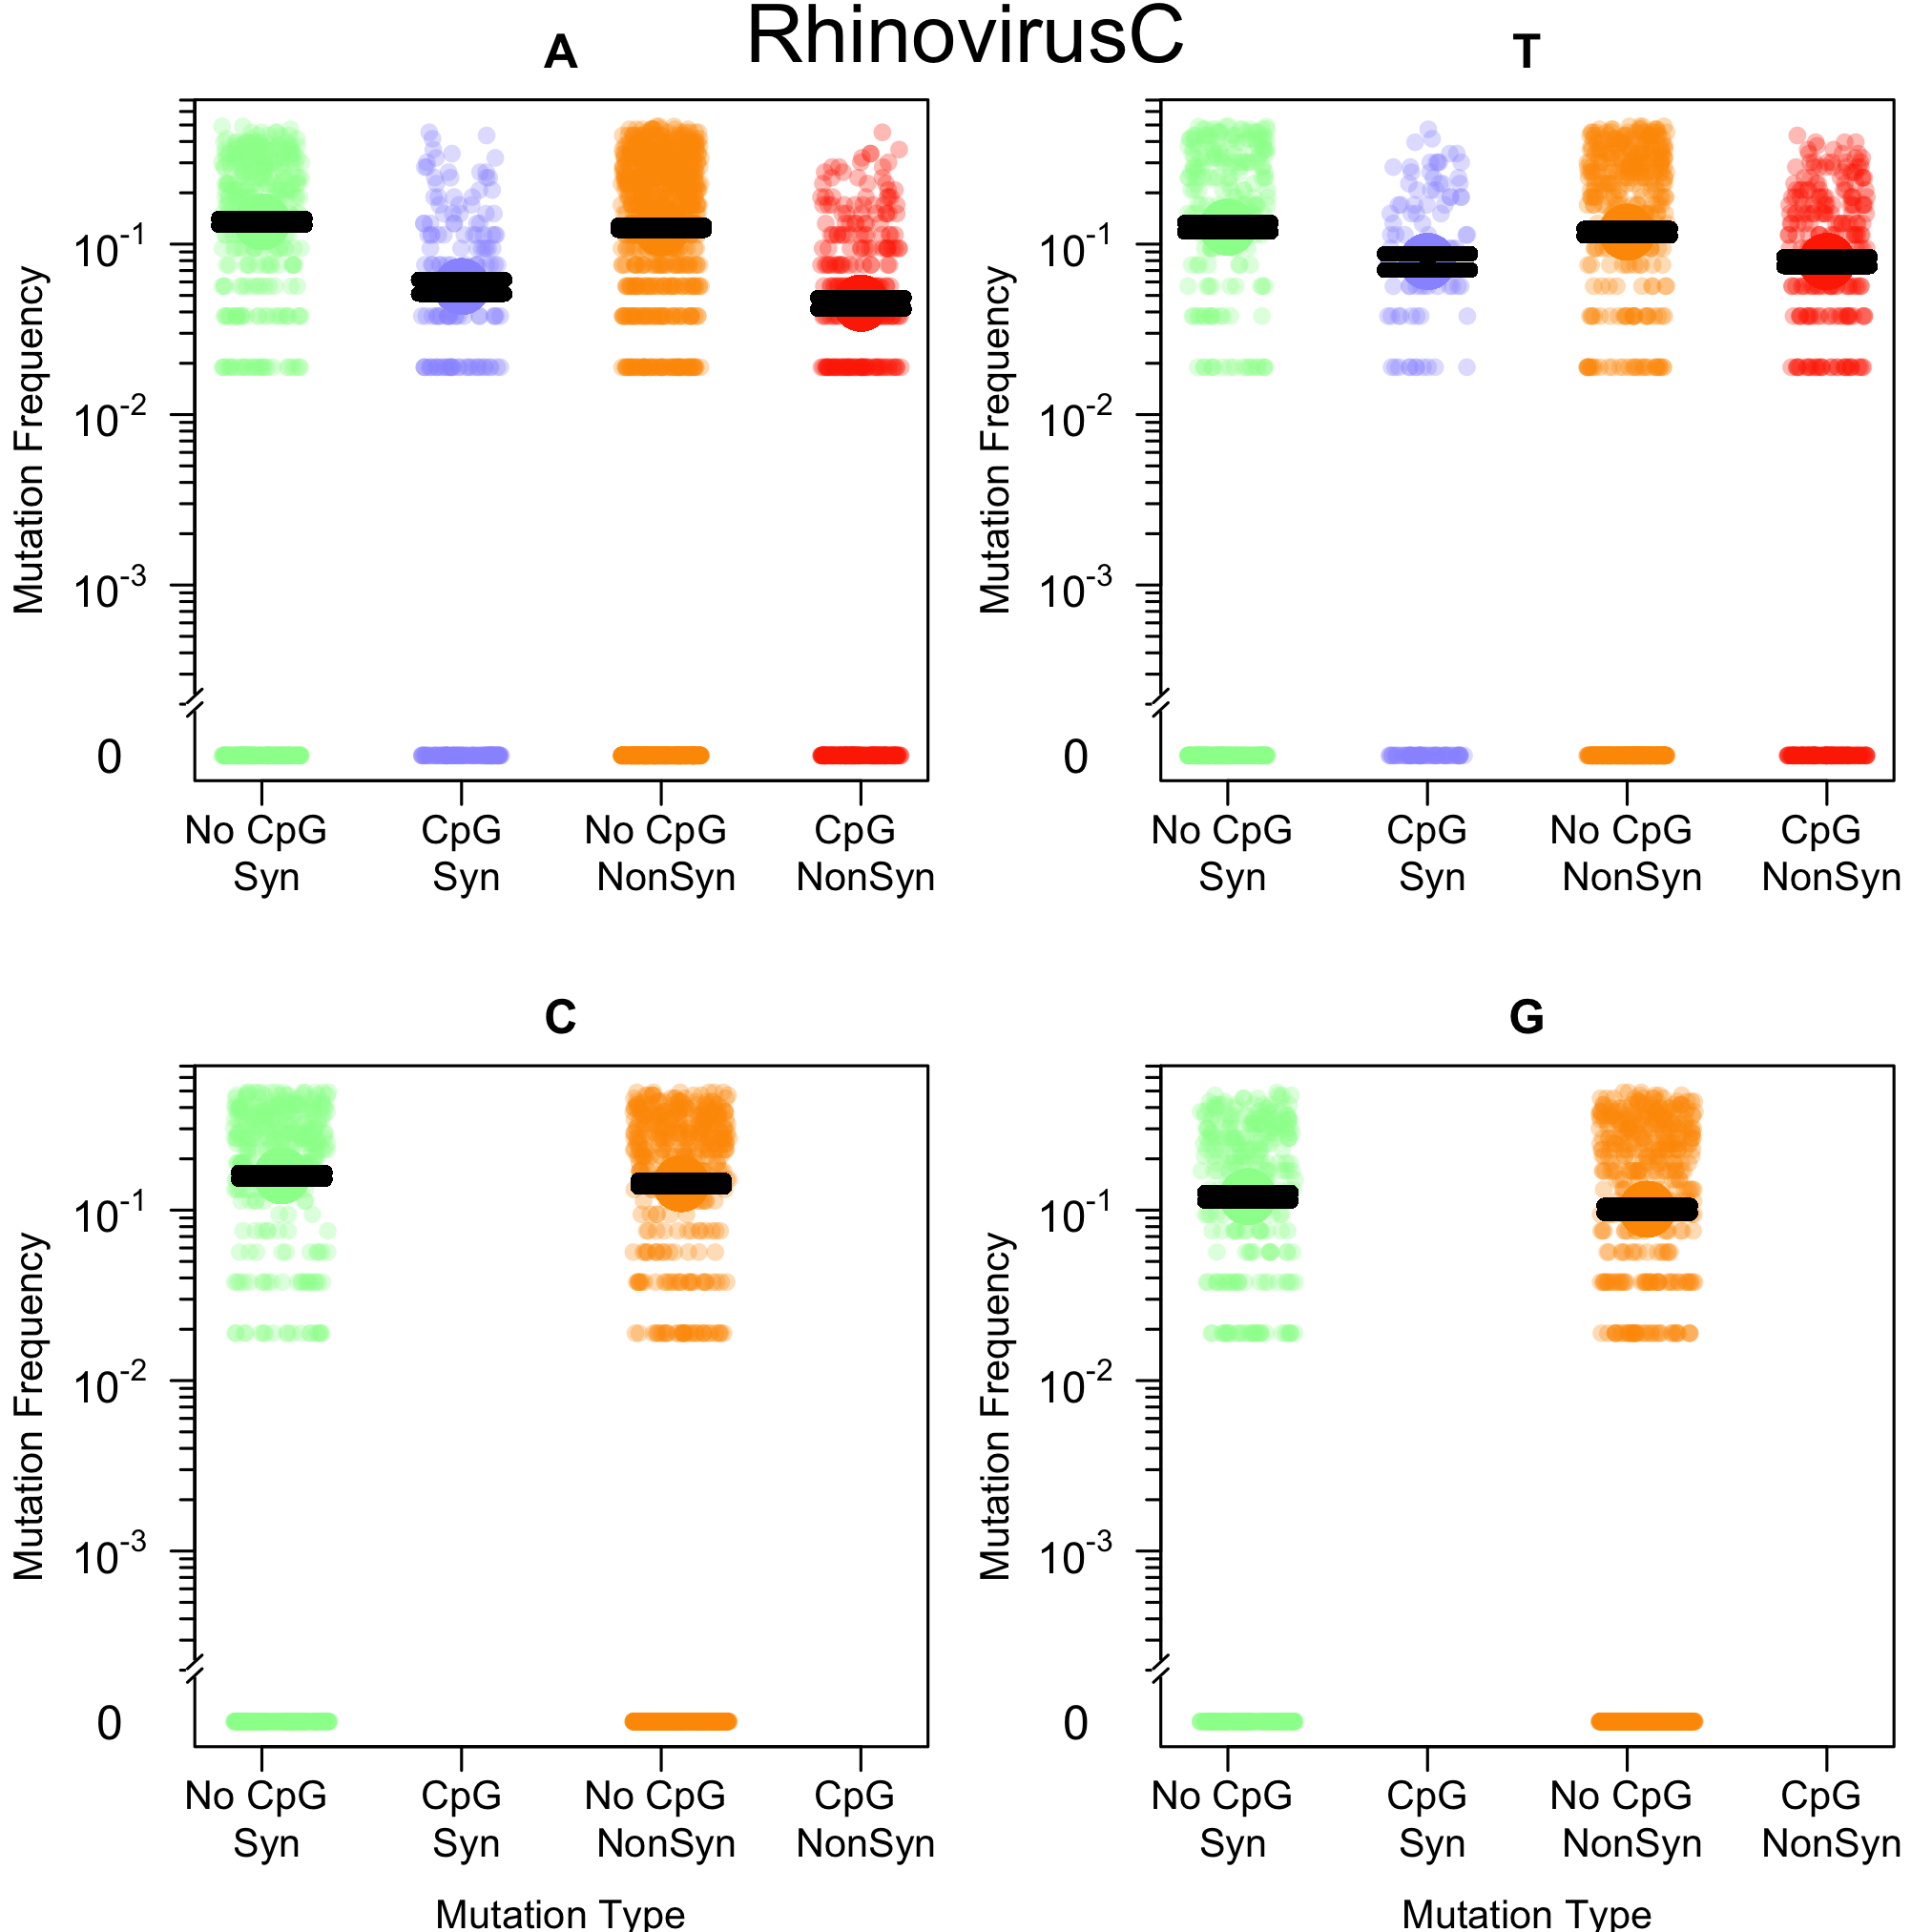 RhinovirusC
A
T
Mutation Frequency
10-1
10-2
10-3
0
No CpG CpG No CpG CpG
Syn Syn NonSyn NonSyn
Mutation Frequency
10-1
10-2
10-3
0
No CpG CpG No CpG CpG
Syn Syn NonSyn NonSyn
C
G
Mutation Frequency
10-1
10-2
10-3
0
No CpG CpG No CpG CpG
Syn Syn NonSyn NonSyn
Mutation Type
Mutation Frequency
10-1
10-2
10-3
0
No CpG CpG No CpG CpG
Syn Syn NonSyn NonSyn
Mutation Type